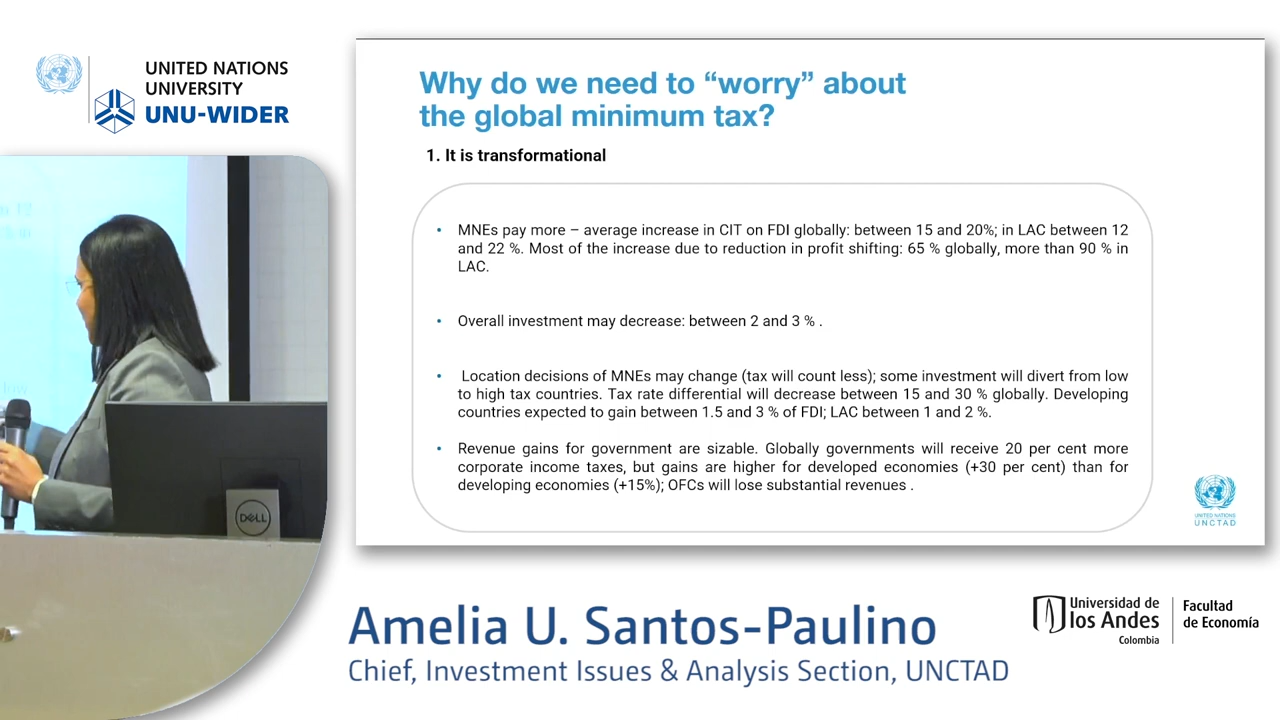 UNITED NATIONS
UNIVERSITY
UNU-WIDER
Why do we need to “worry” about
the global minimum tax?
1. It is transformational
• MNEs pay more – average increase in CIT on FDI globally: between 15 and 20%; in LAC between 12
and 22 %. Most of the increase due to reduction in profit shifting: 65 % globally, more than 90 % in
LAC.
• Overall investment may decrease: between 2 and 3 % .
• Location decisions of MNEs may change (tax will count less); some investment will divert from low
to high tax countries. Tax rate differential will decrease between 15 and 30 % globally. Developing
countries expected to gain between 1.5 and 3 % of FDI; LAC between 1 and 2 %.
• Revenue gains for government are sizable. Globally governments will receive 20 per cent more
corporate income taxes, but gains are higher for developed economies (+30 per cent) than for
developing economies (+15%); OFCs will lose substantial revenues .
UNITED NATIONS
UNCTAD
DELL
Amelia U. Santos-Paulino
Chief, Investment Issues & Analysis Section, UNCTAD
Universidad de
los Andes
Colombia
Facultad
de Economía